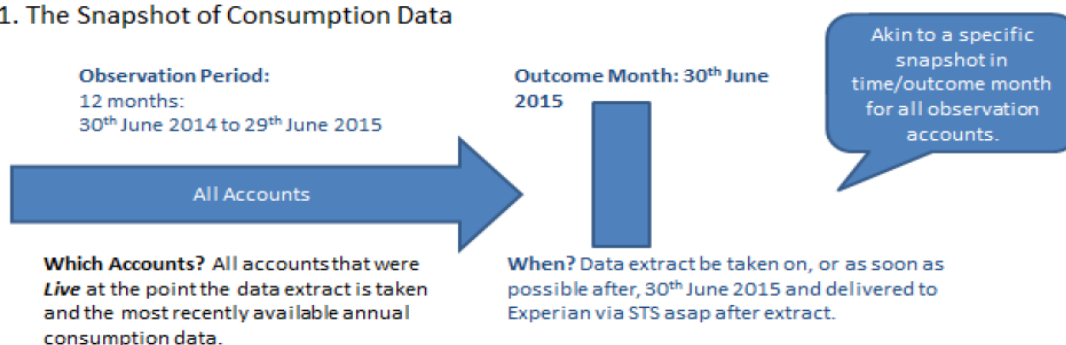 1. The Snapshot of Consumption Data
Observation Period:
12 months:
30th June 2014 to 29th June 2015
Outcome Month: 30th June
2015
Akin to a specific
snapshot in
time/outcome month
for all observation
accounts.
All Accounts
Which Accounts? All accounts that were
Live at the point the data extract is taken
and the most recently available annual
consumption data.
When? Data extract be taken on, or as soon as
possible after, 30th June 2015 and delivered to
Experian via STS asap after extract.